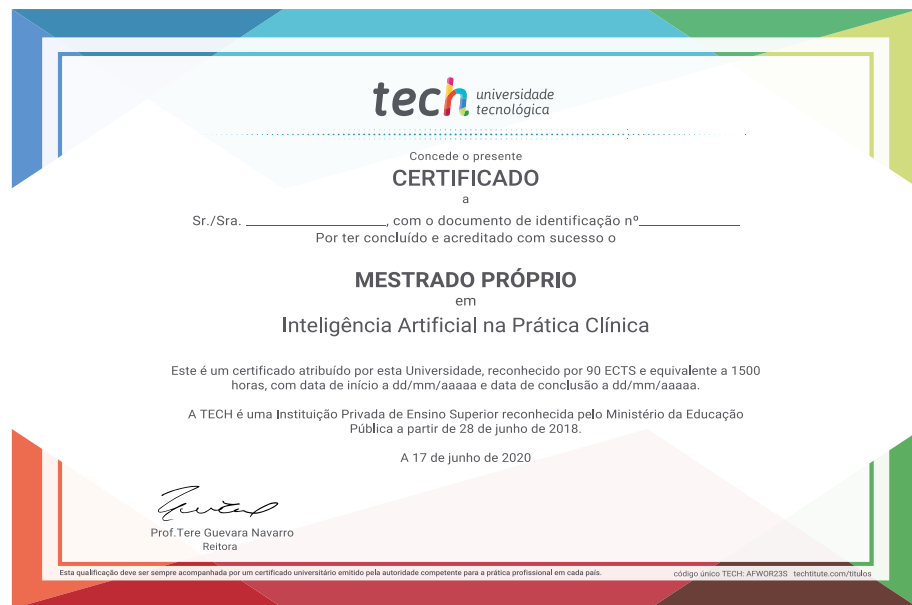 tech universidade
tecnológica
Concede o presente
CERTIFICADO
a
Sr./Sra. ____________________, com o documento de identificação nº______________
Por ter concluído e acreditado com sucesso o
MESTRADO PRÓPRIO
em
Inteligência Artificial na Prática Clínica
Este é um certificado atribuído por esta Universidade, reconhecido por 90 ECTS e equivalente a 1500
horas, com data de início a dd/mm/aaaaa e data de conclusão a dd/mm/aaaaa.
A TECH é uma Instituição Privada de Ensino Superior reconhecida pelo Ministério da Educação
Pública a partir de 28 de junho de 2018.
A 17 de junho de 2020
Prof.Tere Guevara Navarro
Reitora
Esta qualificação deve ser sempre acompanhada por um certificado universitário emitido pela autoridade competente para a prática profissional em cada país.
código único TECH: AFWOR23S techtitute.com/titulos